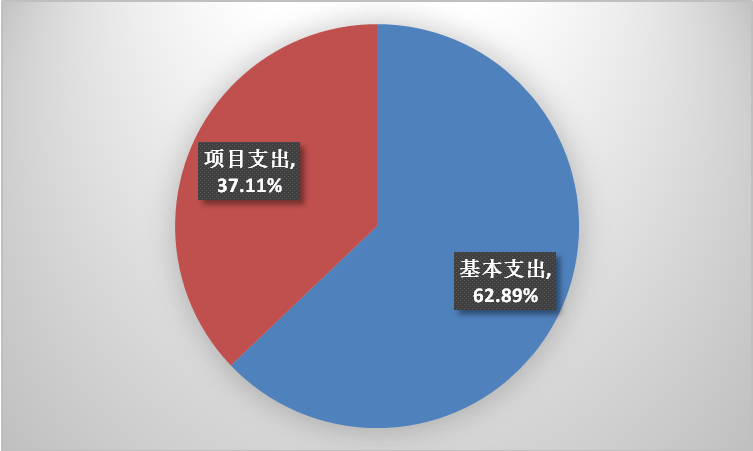 项目支出,
37.11%
基本支出,
62.89%